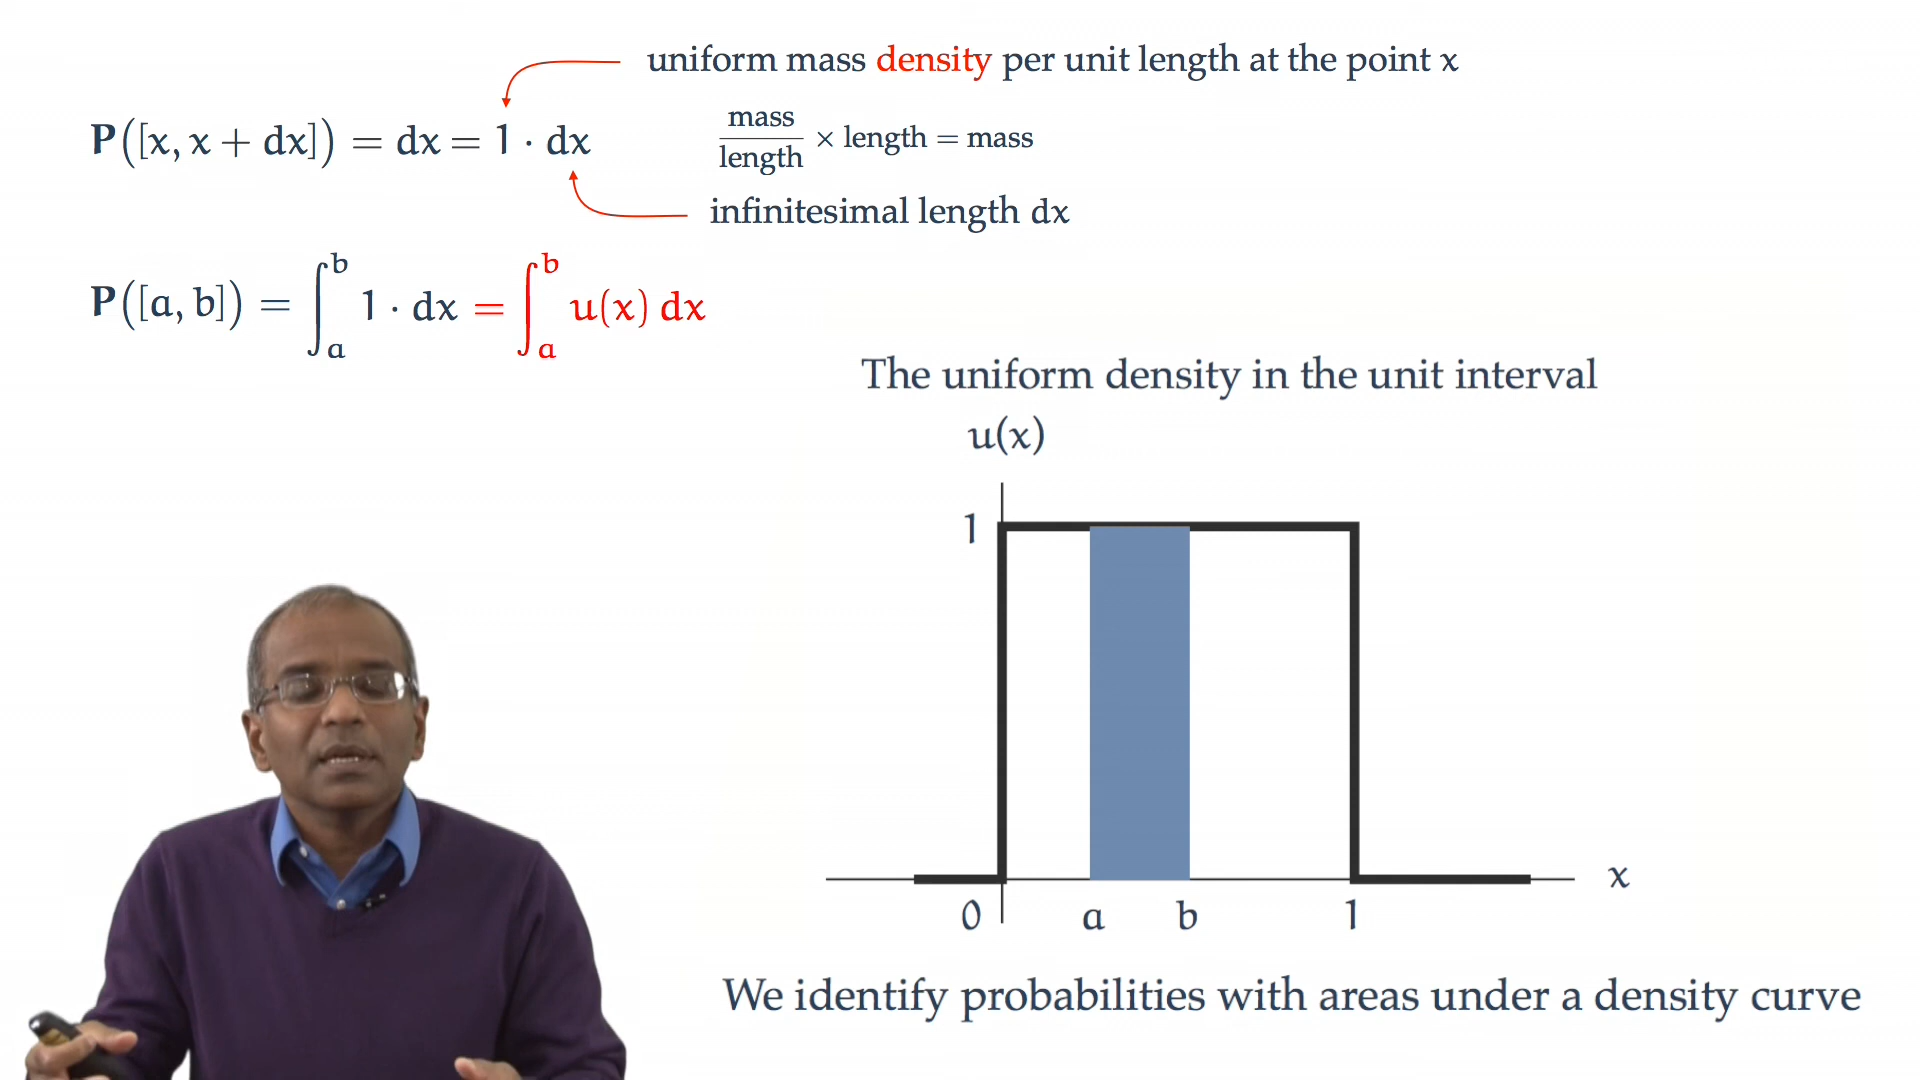 uniform mass density per unit length at the point x
P([x, x + dx]) = dx = 1 · dx
mass
length
× length = mass
infinitesimal length dx
P([a, b]) = ∫_a^b 1 · dx = ∫_a^b u(x) dx
The uniform density in the unit interval
u(x)
1
x
0 a b 1
We identify probabilities with areas under a density curve